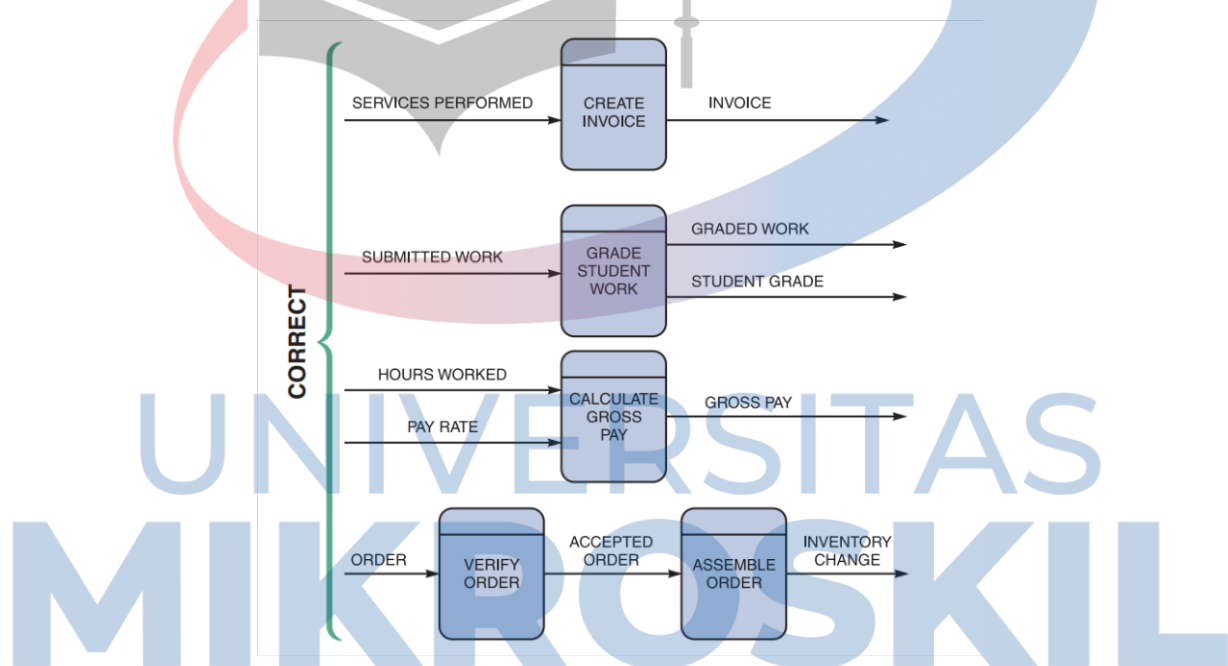 CORRECT
SERVICES PERFORMED
CREATE
INVOICE
INVOICE
SUBMITTED WORK
GRADE
STUDENT
WORK
GRADED WORK
STUDENT GRADE
HOURS WORKED
PAY RATE
CALCULATE
GROSS
PAY
GROSS PAY
ORDER
VERIFY
ORDER
ACCEPTED
ORDER
ASSEMBLE
ORDER
INVENTORY
CHANGE
UNIVERSITAS
MIKROSKIL